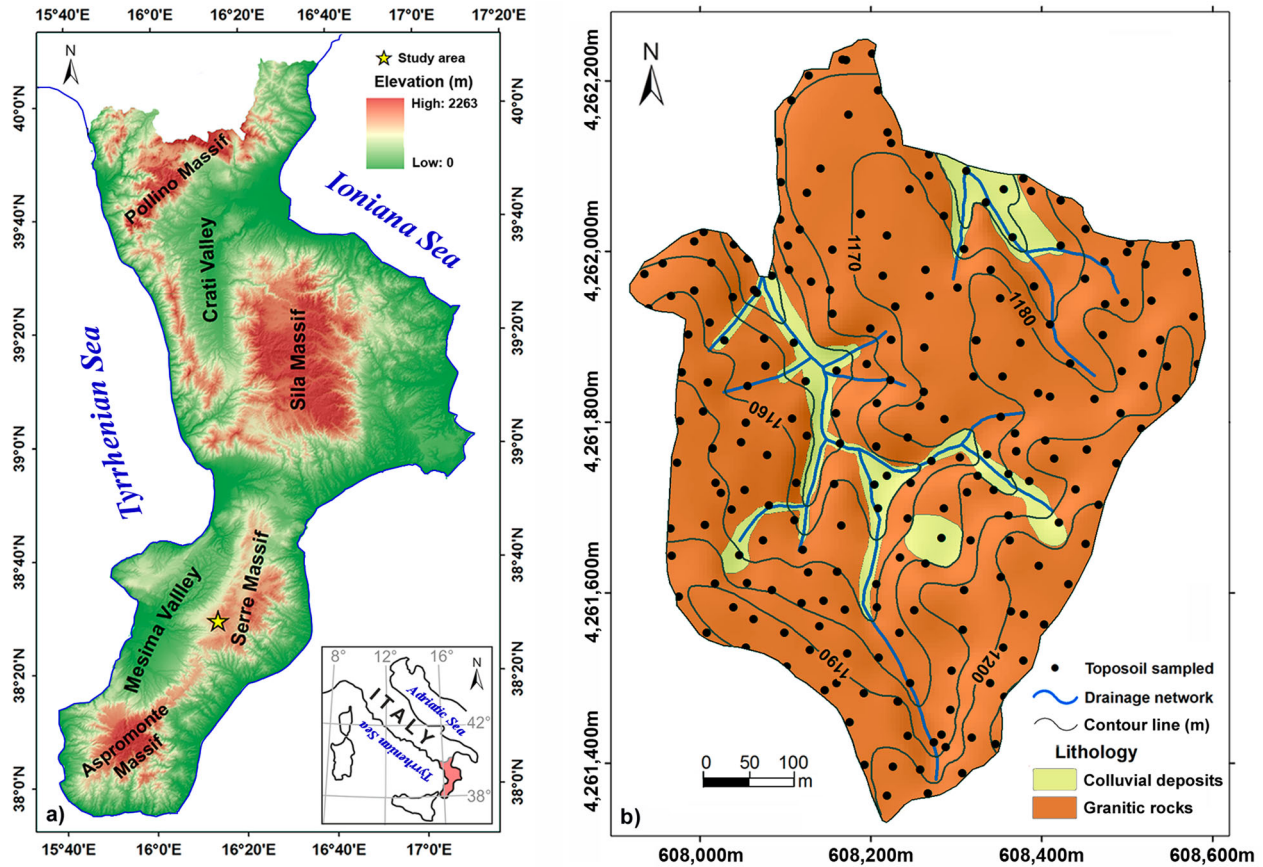 15°40'E 16°0'E 16°20'E 16°40'E 17°0'E 17°20'E
N
Study area
Elevation (m)
High: 2263
Low: 0
40°0'N
39°40'N
39°20'N
39°0'N
38°40'N
38°20'N
38°0'N
40°0'N
39°40'N
39°20'N
39°0'N
38°40'N
38°20'N
38°0'N
Pollino Massif
Crati Valley
Sila Massif
Ioniana Sea
Tyrrhenian Sea
Mesima Vallley
Serre Massif
Aspromonte
Massif
8° 12° 16°
N
ITALY
Adriatic Sea
Tyrrhenian Sea
42°
38°
a)
15°40'E 16°0'E 16°20'E 16°40'E 17°0'E
N
4,262,200m
4,262,000m
4,261,800m
4,261,600m
4,261,400m
1170
1180
1160
1190
1200
Toposoil sampled
Drainage network
Contour line (m)
Lithology
Colluvial deposits
Granitic rocks
0 50 100
m
b)
608,000m 608,200m 608,400m 608,600m